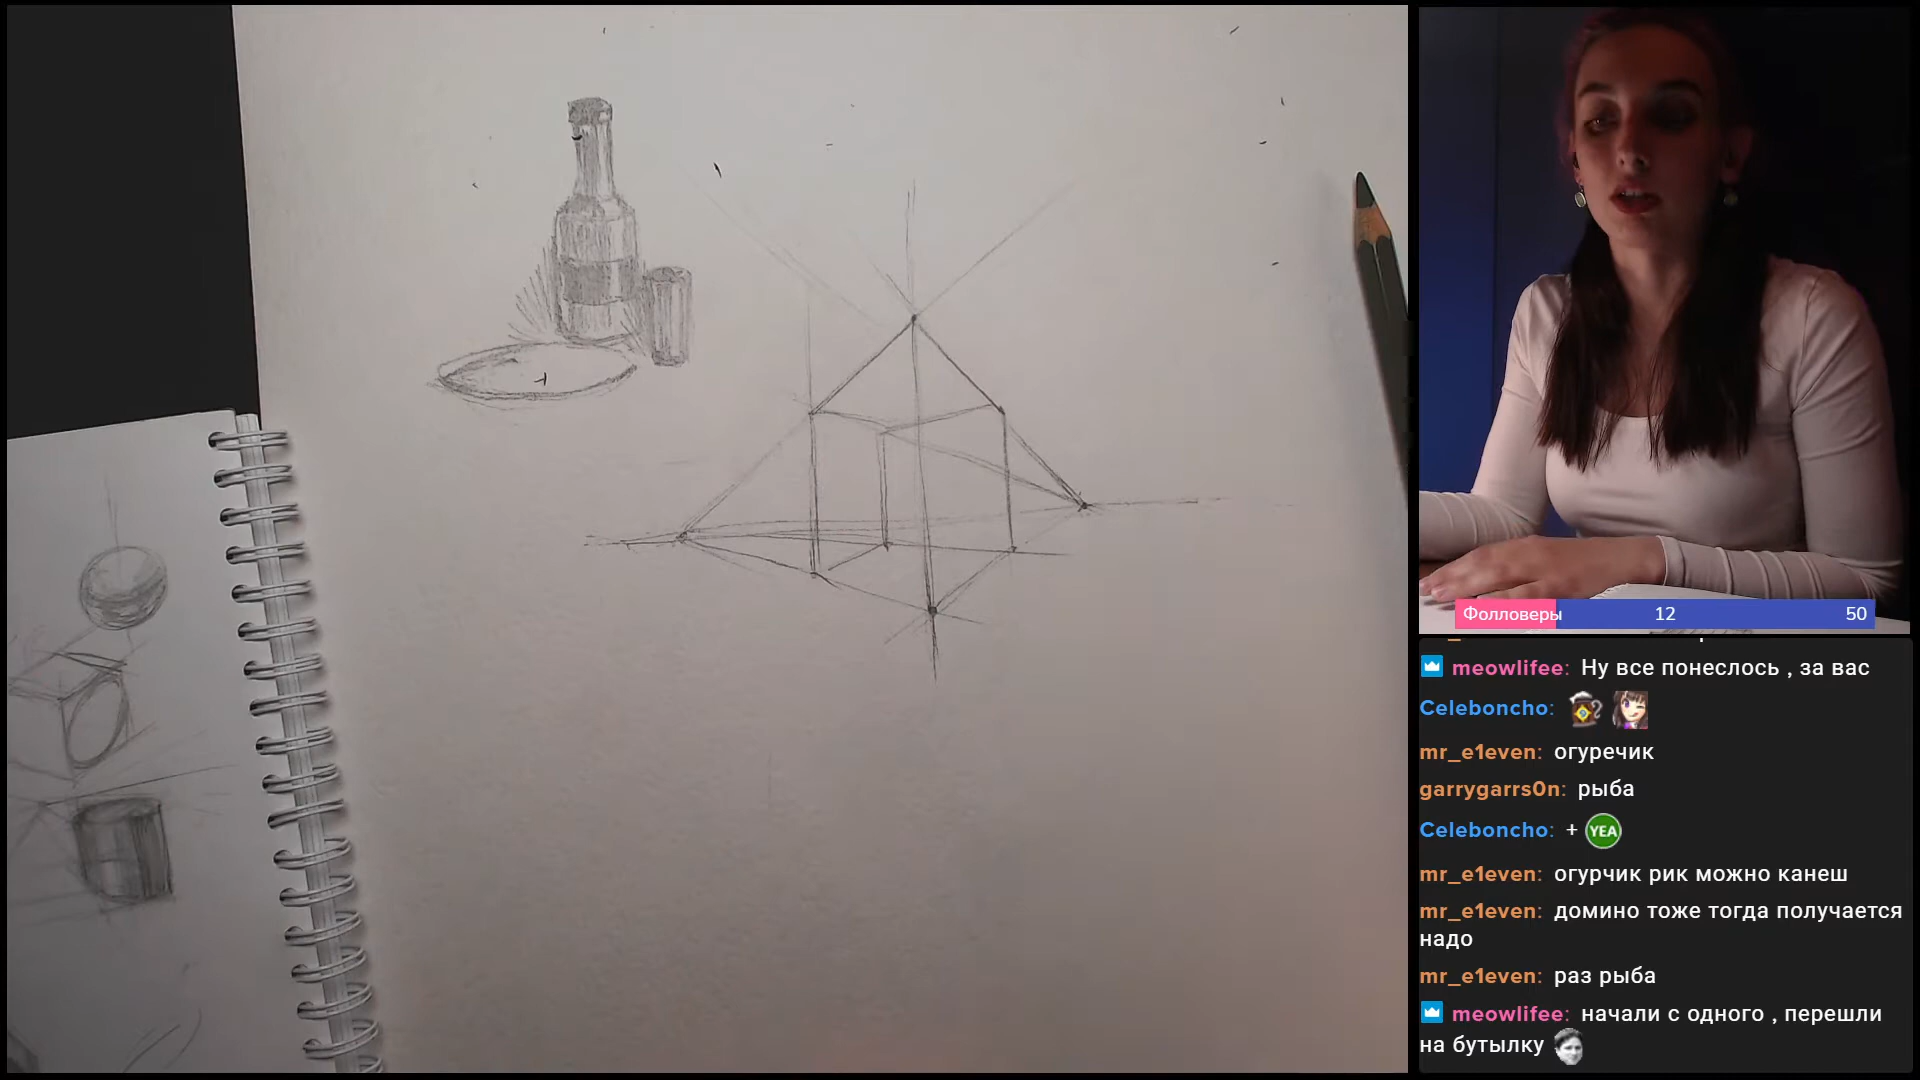 Фолловеры 12 50
meowlifee: Ну все понеслось , за вас
Celeboncho:
mr_e1even: огуречик
garrygarrs0n: рыба
Celeboncho: + YEA
mr_e1even: огурчик рик можно канеш
mr_e1even: домино тоже тогда получается
надо
mr_e1even: раз рыба
meowlifee: начали с одного , перешли
на бутылку